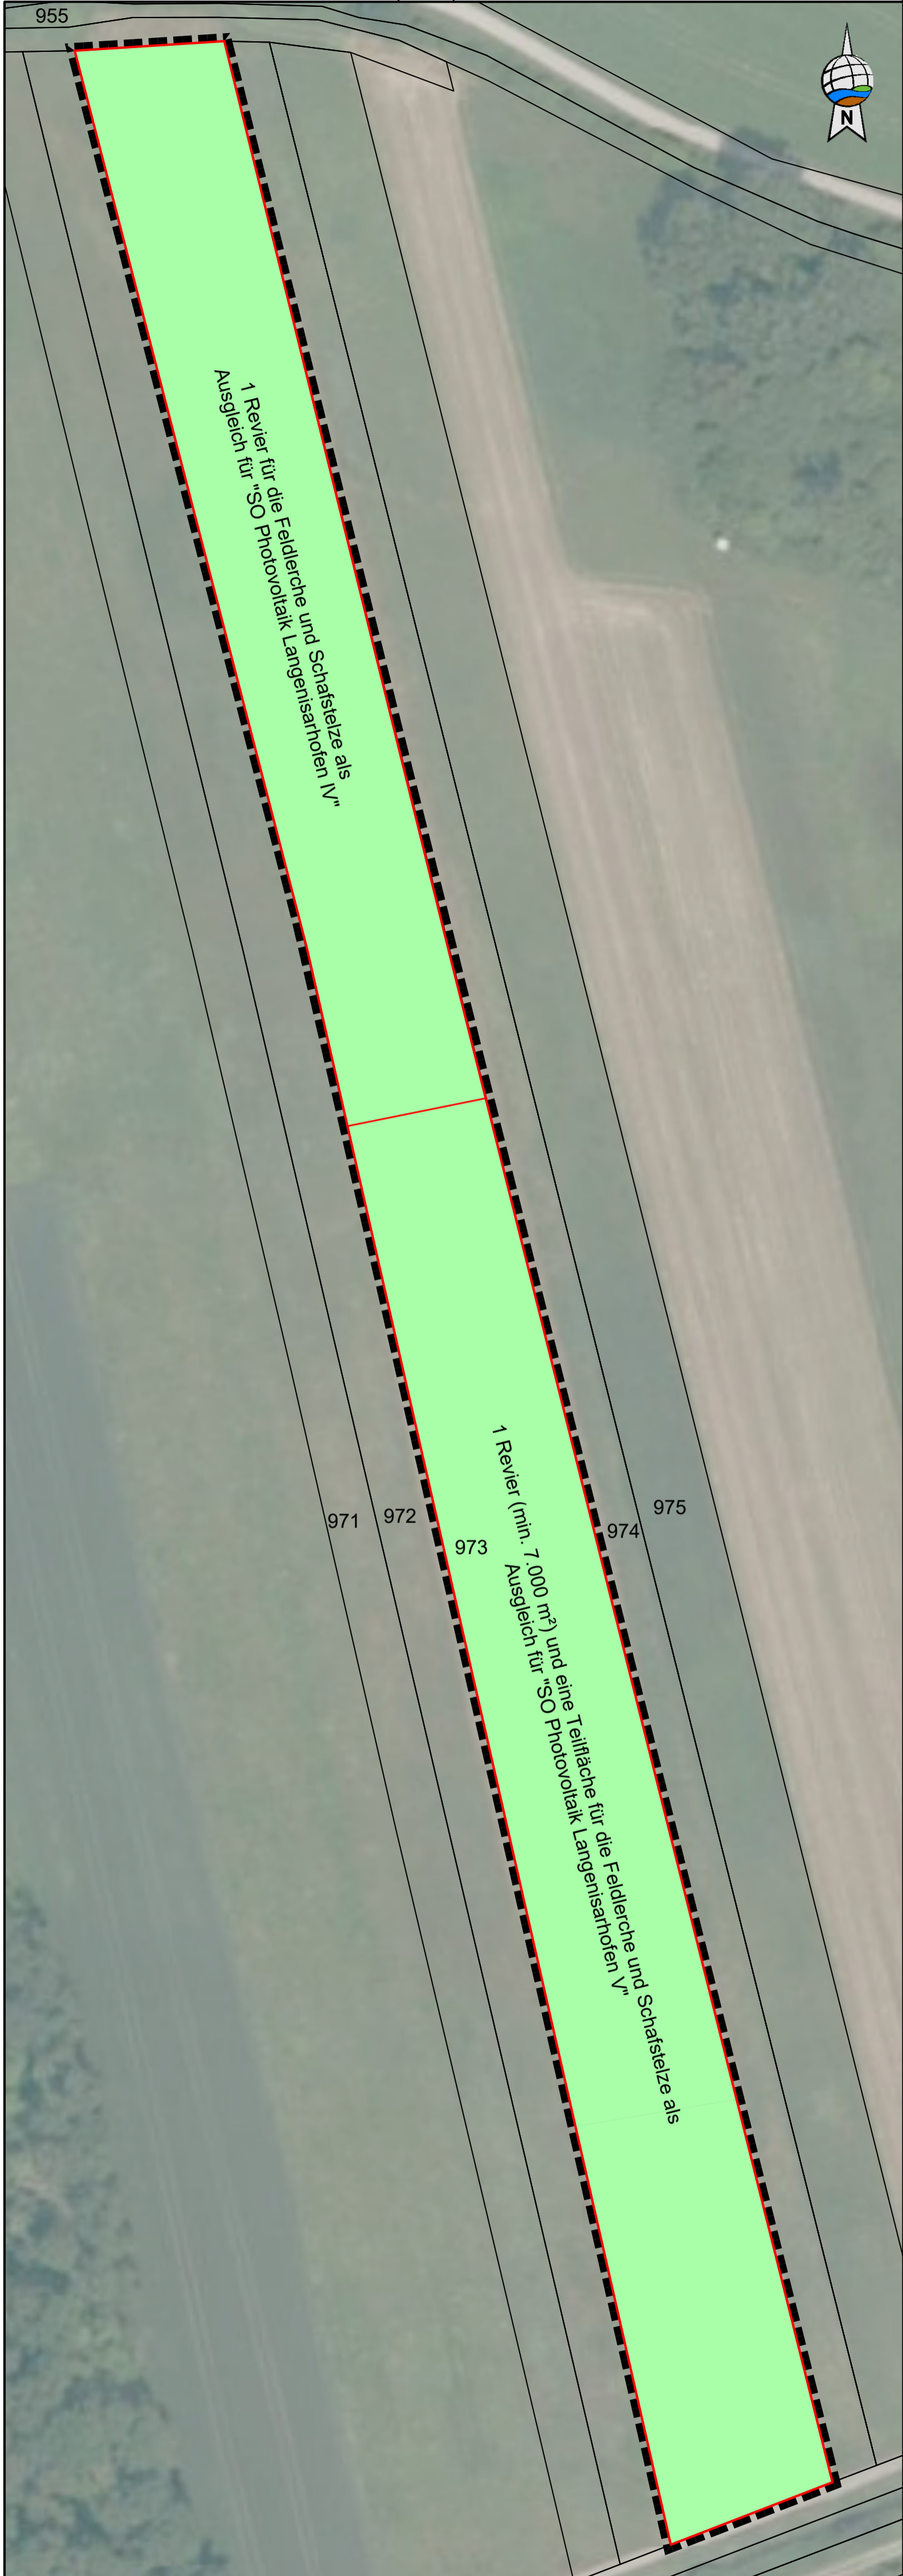 955
N
1 Revier für die Feldlerche und Schafstelze als
Ausgleich für "SO Photovoltaik Langenisarhofen IV"
1 Revier (min. 7.000 m²) und eine Teilfläche für die Feldlerche und Schafstelze als
Ausgleich für "SO Photovoltaik Langenisarhofen V"
971
972
973
974
975